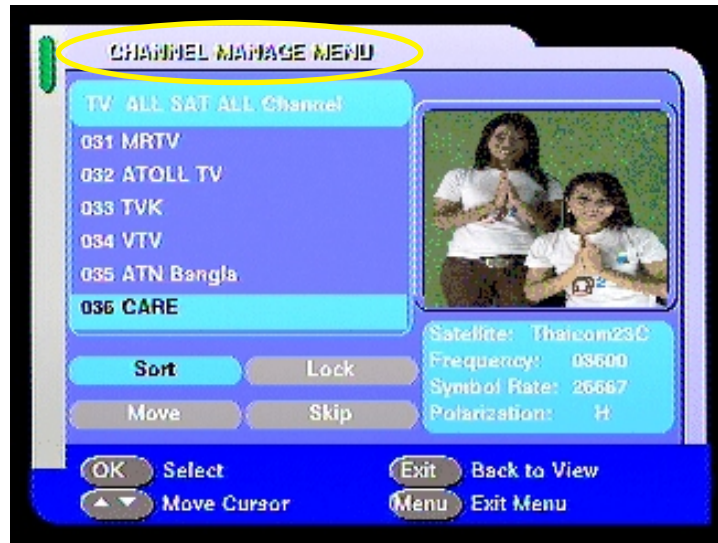 CHANNEL MANAGE MENU
TV ALL SAT ALL Channel
031 MRTV
032 ATOLL TV
033 TVK
034 VTV
035 ATN Bangla
036 CARE
Satellite: Thaicom23C
Frequency: 03600
Symbol Rate: 26667
Polarization: H
Sort Lock
Move Skip
OK Select Exit Back to View
Move Cursor Menu Exit Menu